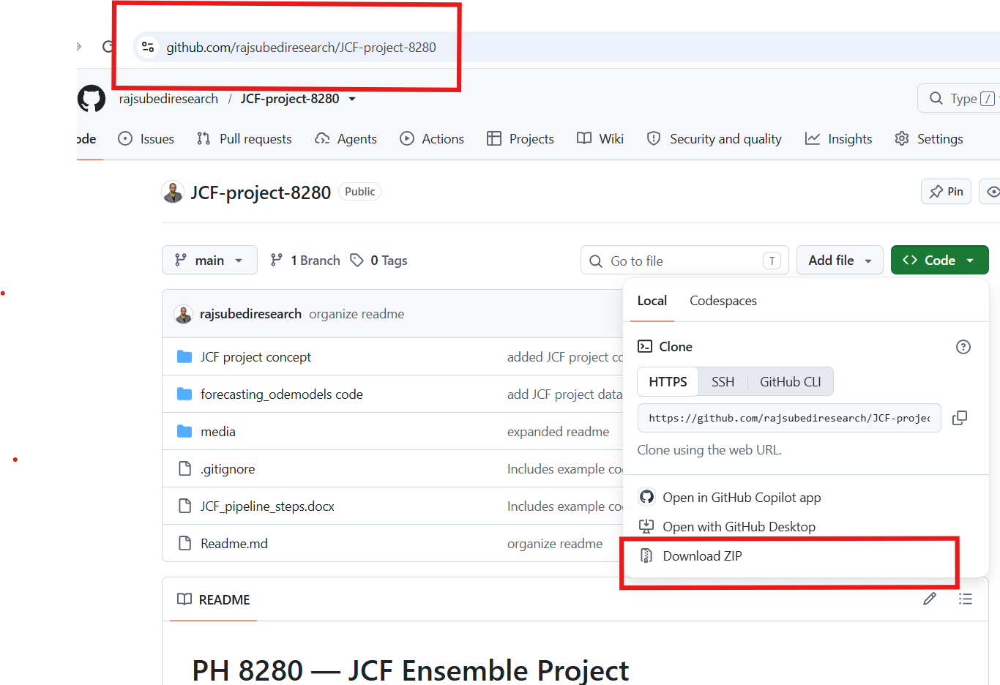 github.com/rajsubediresearch/JCF-project-8280
rajsubediresearch / JCF-project-8280
Type /
ode Issues Pull requests Agents Actions Projects Wiki Security and quality Insights Settings
JCF-project-8280 Public
Pin
main 1 Branch 0 Tags
Go to file T
Add file
Code
rajsubediresearch organize readme
JCF project concept added JCF project co
forecasting_odemodels code add JCF project data
media expanded readme
.gitignore Includes example co
JCF_pipeline_steps.docx Includes example co
Readme.md organize readme
Local Codespaces
Clone
HTTPS SSH GitHub CLI
https://github.com/rajsubediresearch/JCF-projec
Clone using the web URL.
Open in GitHub Copilot app
Open with GitHub Desktop
Download ZIP
README
PH 8280 — JCF Ensemble Project